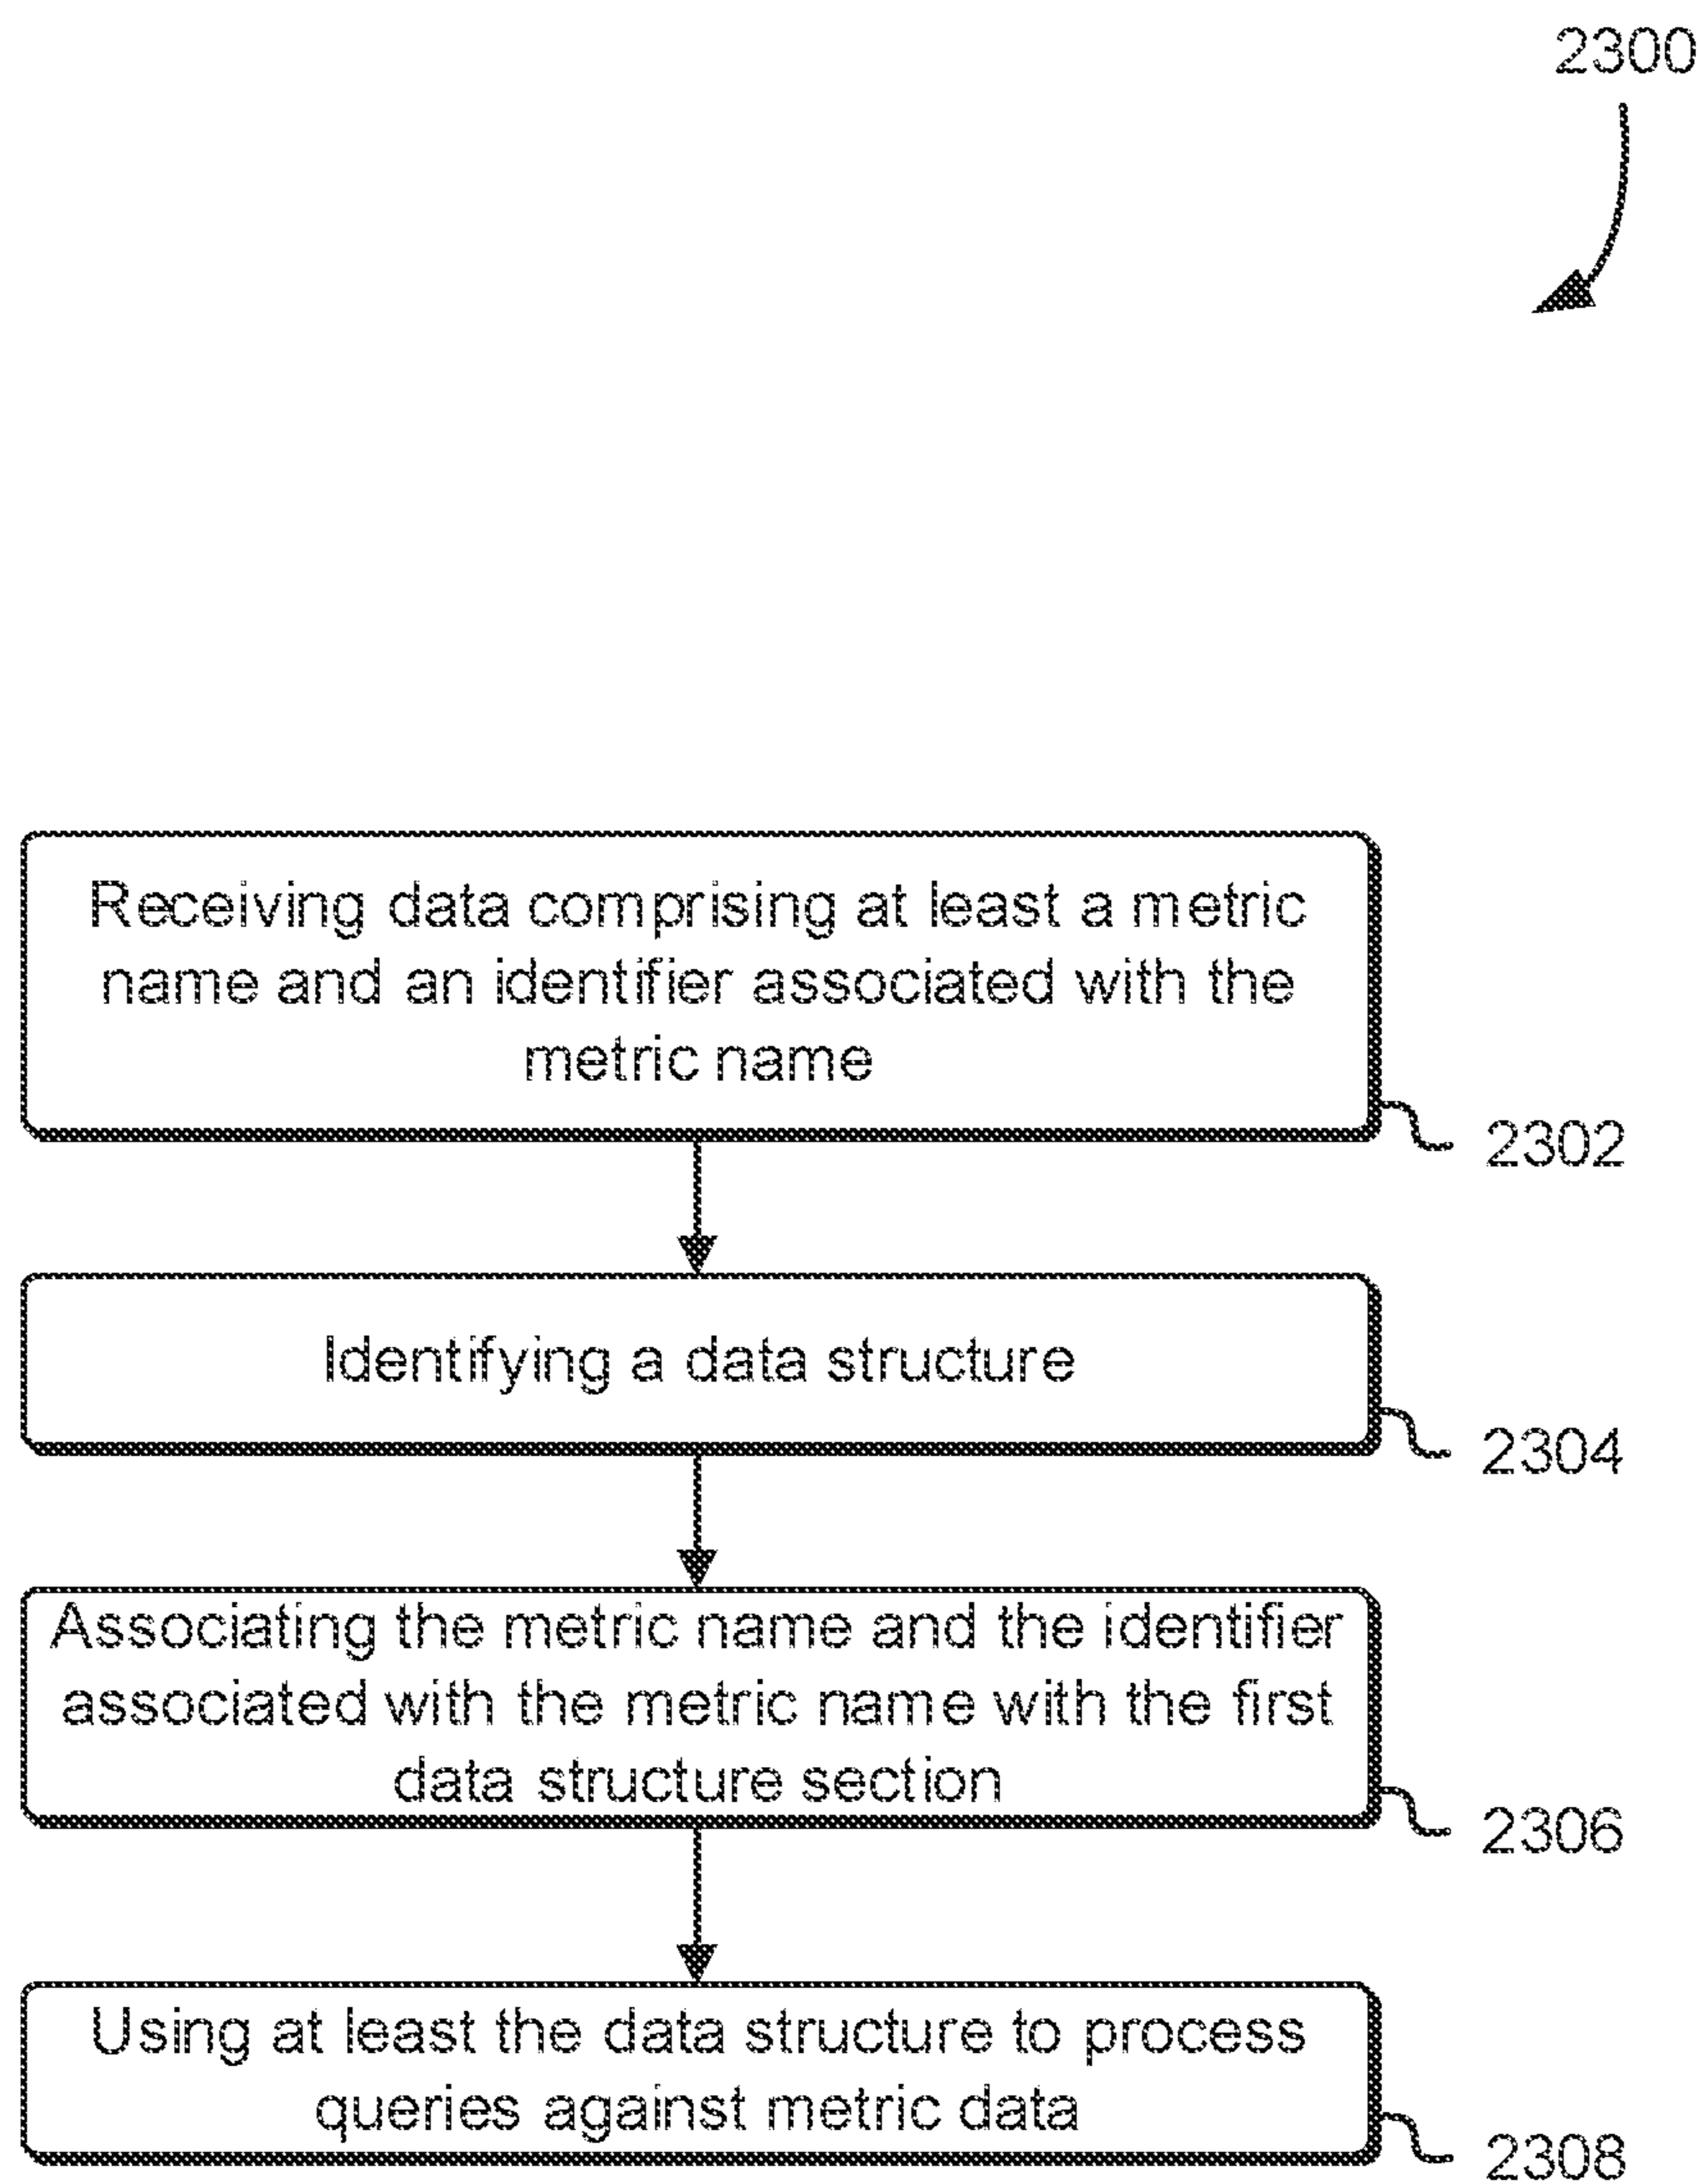 2300
Receiving data comprising at least a metric
name and an identifier associated with the
metric name
2302
Identifying a data structure
2304
Associating the metric name and the identifier
associated with the metric name with the first
data structure section
2306
Using at least the data structure to process
queries against metric data
2308